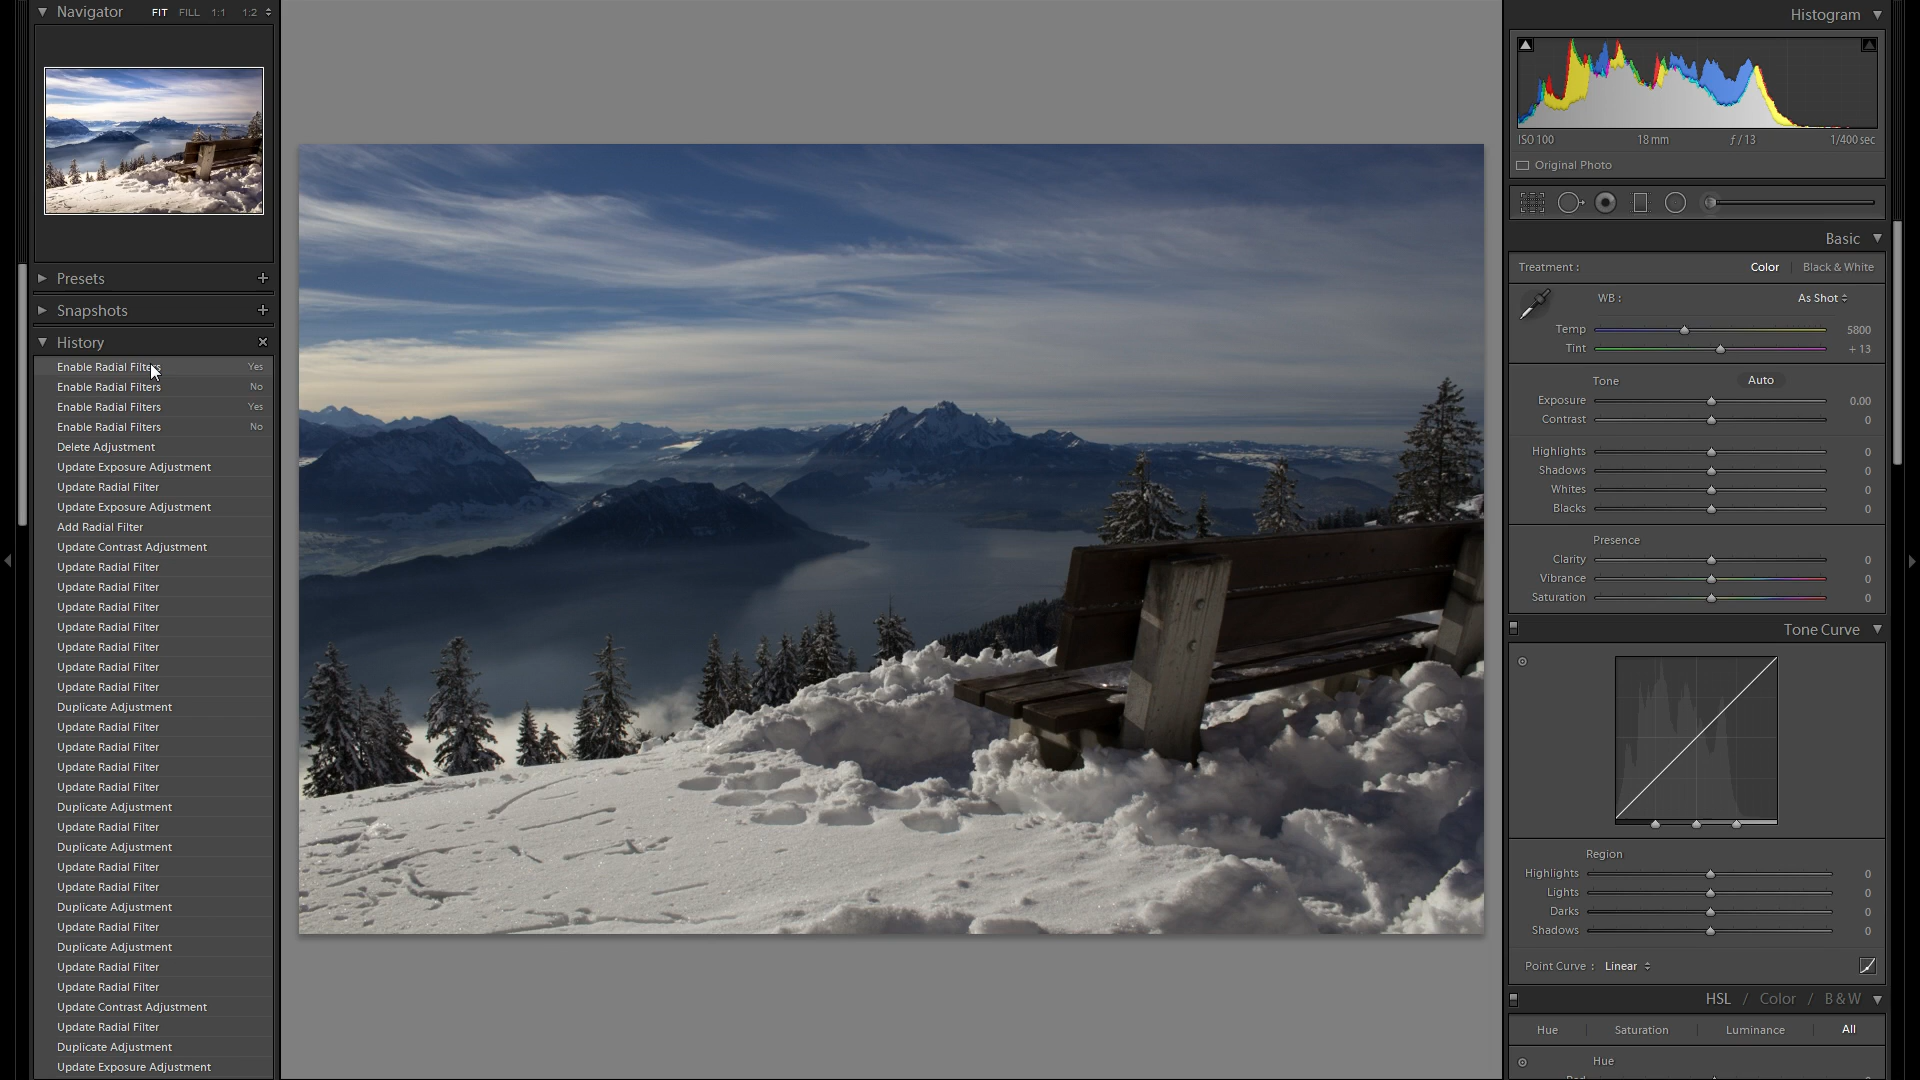 Navigator FIT FILL 1:1 1:2
Presets
Snapshots
History
Enable Radial Filters Yes
Enable Radial Filters No
Enable Radial Filters Yes
Enable Radial Filters No
Delete Adjustment
Update Exposure Adjustment
Update Radial Filter
Update Exposure Adjustment
Add Radial Filter
Update Contrast Adjustment
Update Radial Filter
Update Radial Filter
Update Radial Filter
Update Radial Filter
Update Radial Filter
Update Radial Filter
Update Radial Filter
Duplicate Adjustment
Update Radial Filter
Update Radial Filter
Update Radial Filter
Update Radial Filter
Duplicate Adjustment
Update Radial Filter
Duplicate Adjustment
Update Radial Filter
Update Radial Filter
Duplicate Adjustment
Update Radial Filter
Duplicate Adjustment
Update Radial Filter
Update Radial Filter
Update Contrast Adjustment
Update Radial Filter
Duplicate Adjustment
Update Exposure Adjustment
Histogram
ISO 100 18 mm ƒ / 13 1/400 sec
Original Photo
Basic
Treatment : Color Black & White
WB : As Shot
Temp 5800
Tint + 13
Tone Auto
Exposure 0.00
Contrast 0
Highlights 0
Shadows 0
Whites 0
Blacks 0
Presence
Clarity 0
Vibrance 0
Saturation 0
Tone Curve
Region
Highlights 0
Lights 0
Darks 0
Shadows 0
Point Curve : Linear
HSL / Color / B & W
Hue Saturation Luminance All
Hue